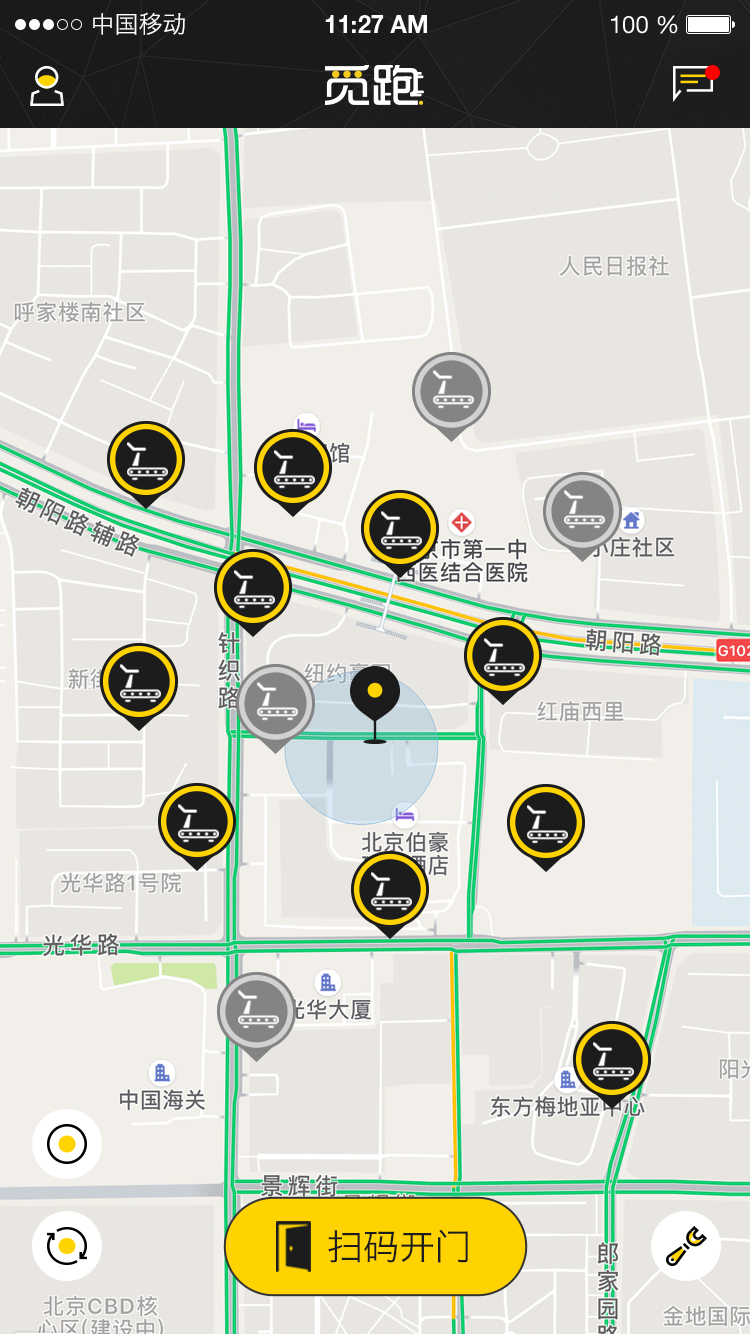 中国移动
11:27 AM
100 %
觅跑
人民日报社
呼家楼南社区
馆
朝阳路辅路
京市第一中
西医结合医院
小庄社区
朝阳路
G102
针织路
纽约豪园
新街
红庙西里
北京伯豪
酒店
光华路1号院
光华路
光华大厦
中国海关
东方梅地亚中心
阳光
景辉街
扫码开门
郎家园路
北京CBD核
心区(建设中)
金地国际